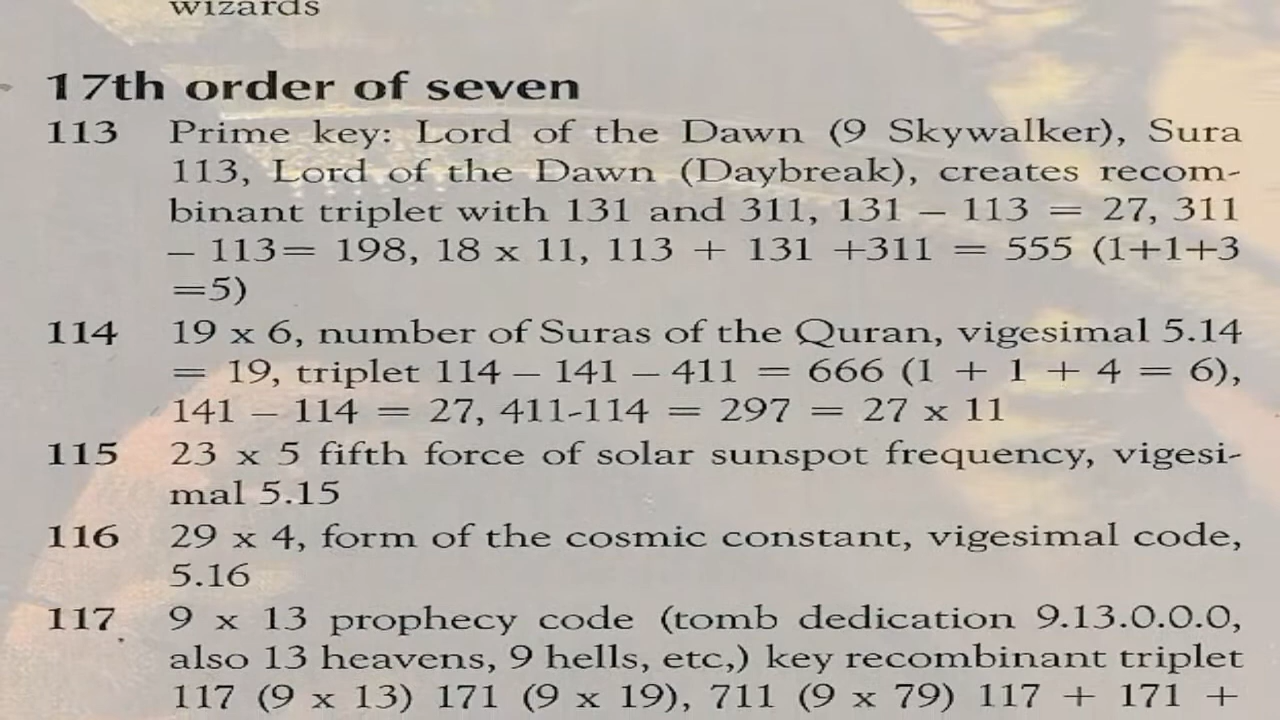 wizards
17th order of seven
113 Prime key: Lord of the Dawn (9 Skywalker), Sura
113, Lord of the Dawn (Daybreak), creates recom-
binant triplet with 131 and 311, 131 – 113 = 27, 311
– 113= 198, 18 x 11, 113 + 131 +311 = 555 (1+1+3
=5)
114 19 x 6, number of Suras of the Quran, vigesimal 5.14
= 19, triplet 114 – 141 – 411 = 666 (1 + 1 + 4 = 6),
141 – 114 = 27, 411-114 = 297 = 27 x 11
115 23 x 5 fifth force of solar sunspot frequency, vigesi-
mal 5.15
116 29 x 4, form of the cosmic constant, vigesimal code,
5.16
117 9 x 13 prophecy code (tomb dedication 9.13.0.0.0,
also 13 heavens, 9 hells, etc,) key recombinant triplet
117 (9 x 13) 171 (9 x 19), 711 (9 x 79) 117 + 171 +